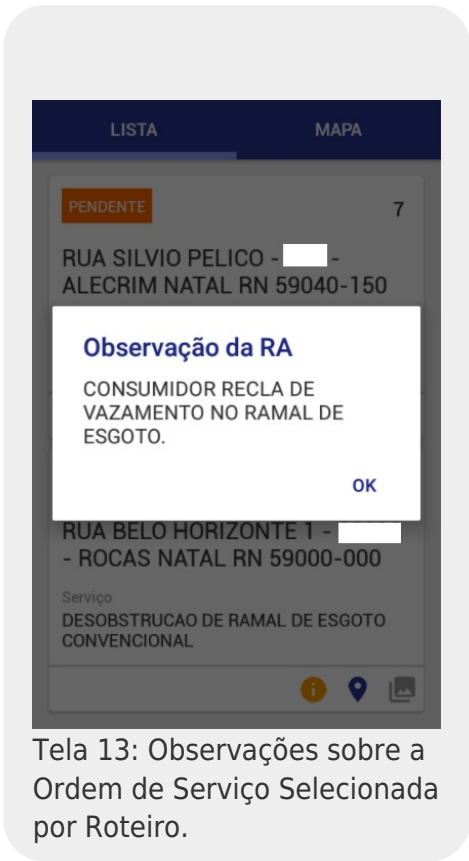 LISTA MAPA
PENDENTE 7
RUA SILVIO PELICO - -
ALECRIM NATAL RN 59040-150
Observação da RA
CONSUMIDOR RECLA DE
VAZAMENTO NO RAMAL DE
ESGOTO.
OK
RUA BELO HORIZONTE 1 -
- ROCAS NATAL RN 59000-000
Serviço
DESOBSTRUCAO DE RAMAL DE ESGOTO
CONVENCIONAL
Tela 13: Observações sobre a
Ordem de Serviço Selecionada
por Roteiro.